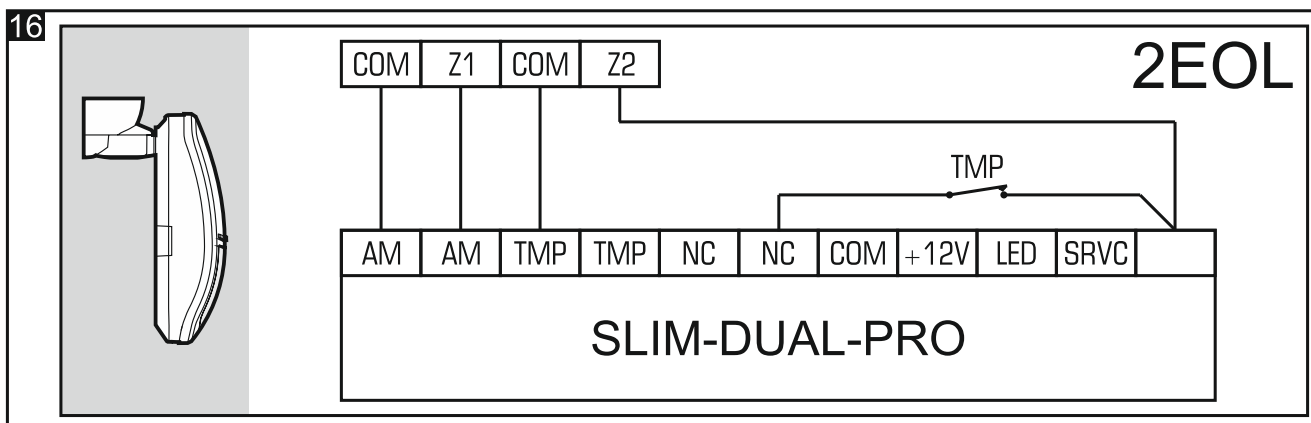 16
COM Z1 COM Z2
2EOL
TMP
AM AM TMP TMP NC NC COM +12V LED SRVC
SLIM-DUAL-PRO